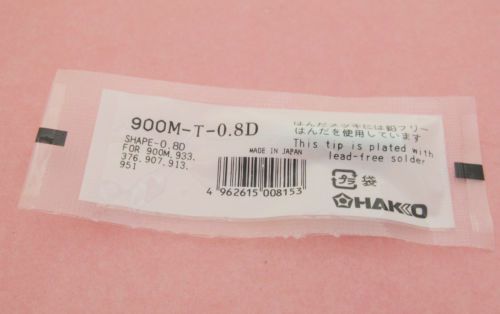 900M-T-0.8D
SHAPE-0.8D
FOR 900M.933.
376.907.913.
951
MADE IN JAPAN
4 962615 008153
はんだメッキには鉛フリー
はんだを使用しています
This tip is plated with
lead-free solder
プラ 袋
HAKKO